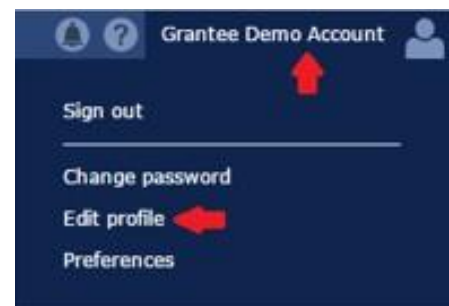 Grantee Demo Account
Sign out
Change password
Edit profile
Preferences